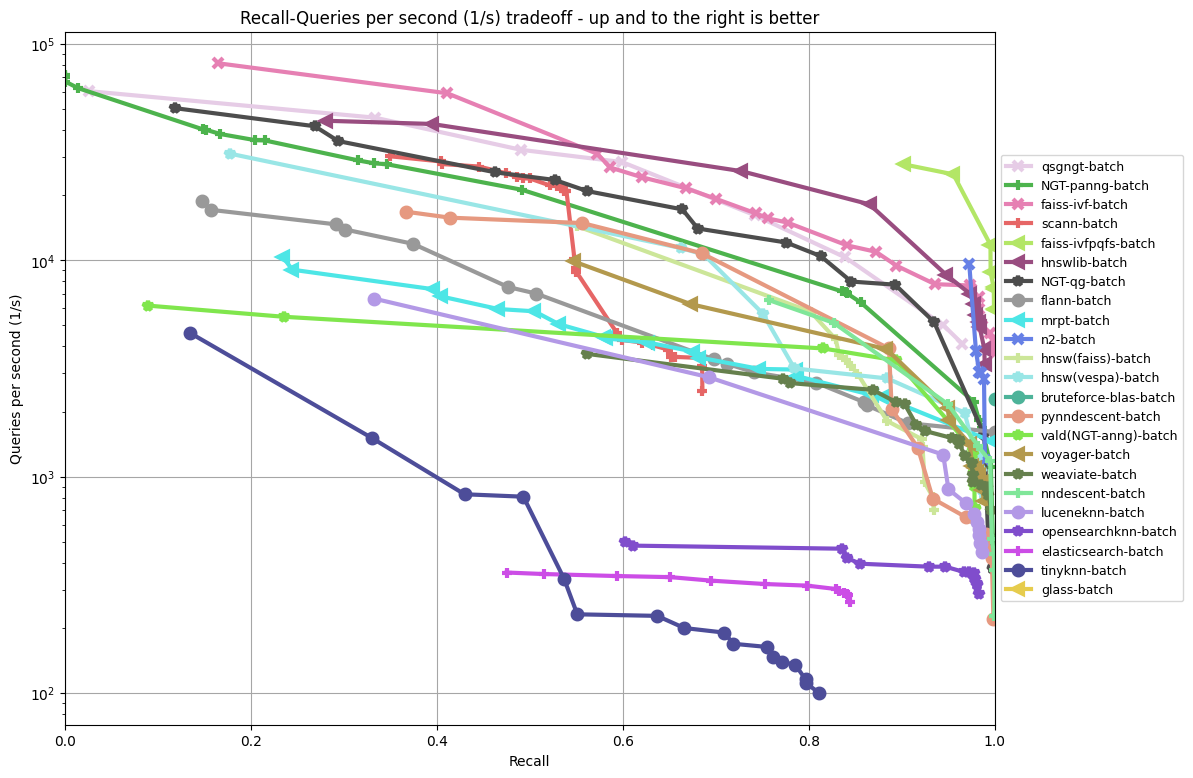 Recall-Queries per second (1/s) tradeoff - up and to the right is better
10^5
10^4
10^3
10^2
Queries per second (1/s)
0.0 0.2 0.4 0.6 0.8 1.0
Recall
qsgngt-batch
NGT-panng-batch
faiss-ivf-batch
scann-batch
faiss-ivfpqfs-batch
hnswlib-batch
NGT-qg-batch
flann-batch
mrpt-batch
n2-batch
hnsw(faiss)-batch
hnsw(vespa)-batch
bruteforce-blas-batch
pynndescent-batch
vald(NGT-anng)-batch
voyager-batch
weaviate-batch
nndescent-batch
luceneknn-batch
opensearchknn-batch
elasticsearch-batch
tinyknn-batch
glass-batch